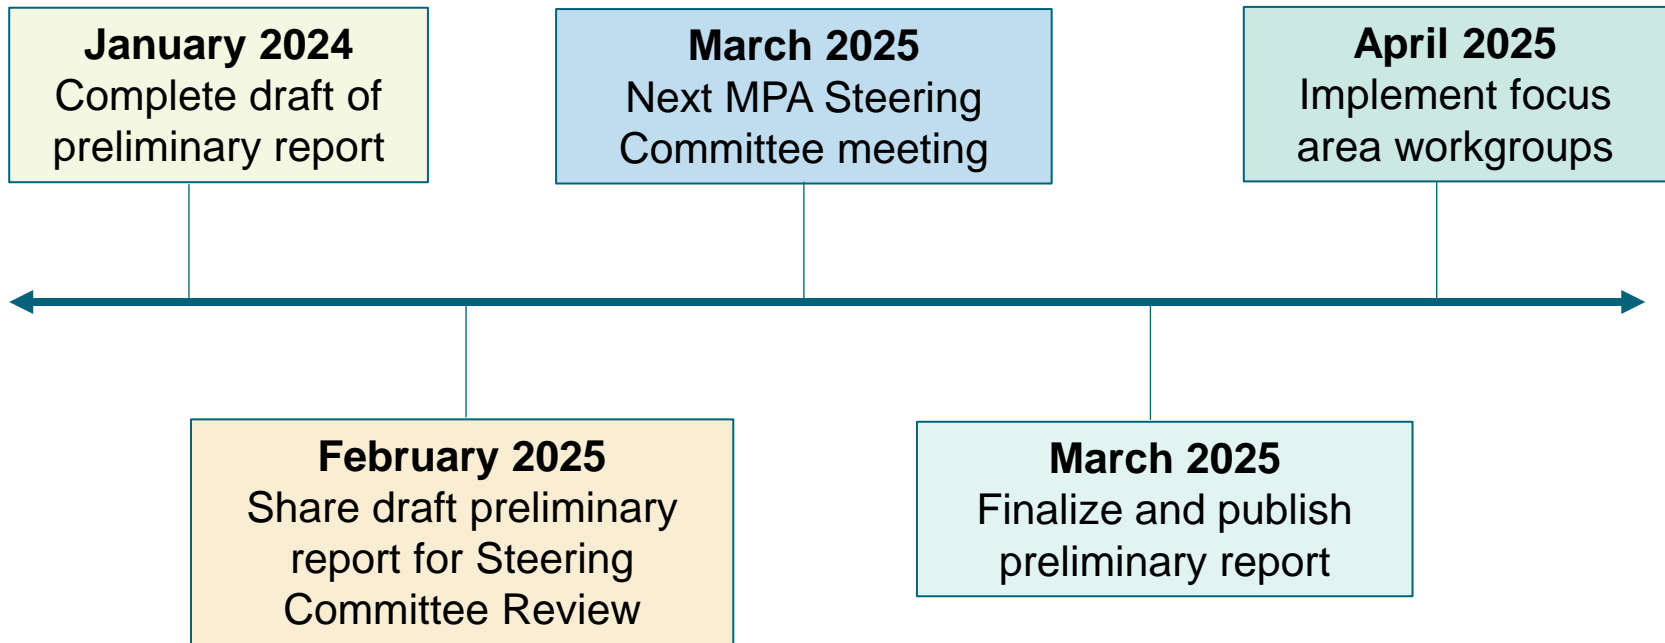 January 2024
Complete draft of
preliminary report
February 2025
Share draft preliminary
report for Steering
Committee Review
March 2025
Next MPA Steering
Committee meeting
March 2025
Finalize and publish
preliminary report
April 2025
Implement focus
area workgroups